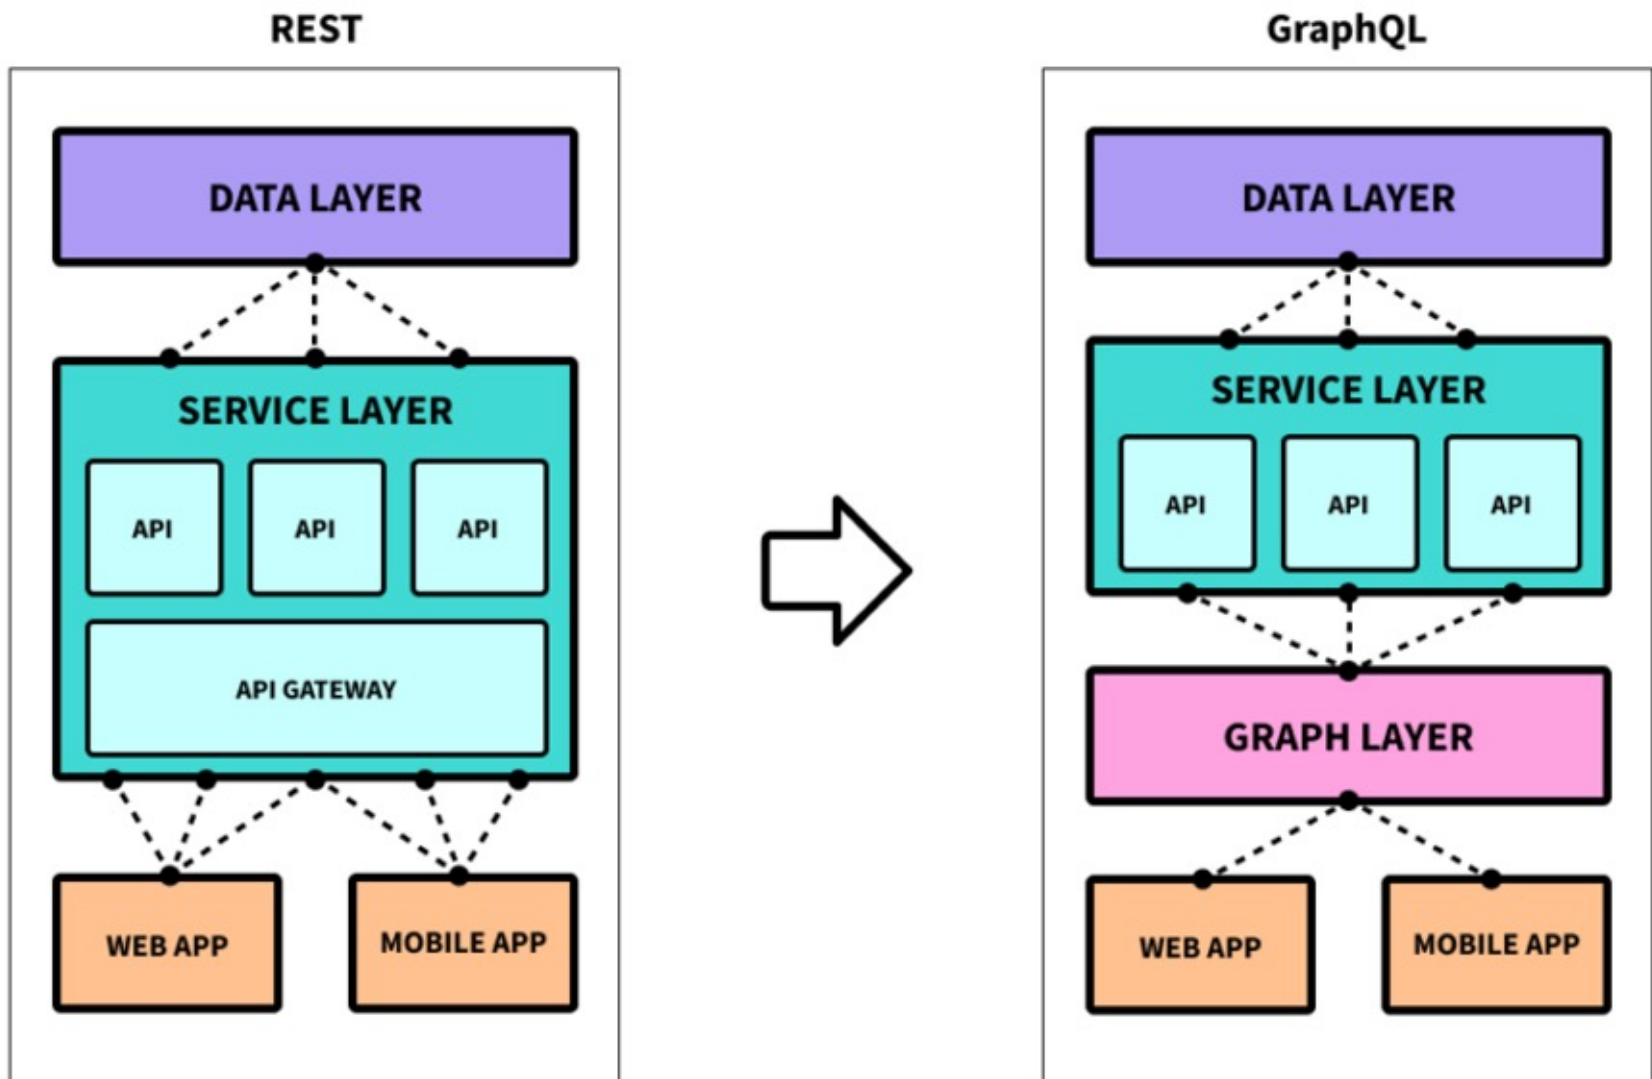 REST
DATA LAYER
SERVICE LAYER
API
API
API
API GATEWAY
WEB APP
MOBILE APP
GraphQL
DATA LAYER
SERVICE LAYER
API
API
API
GRAPH LAYER
WEB APP
MOBILE APP